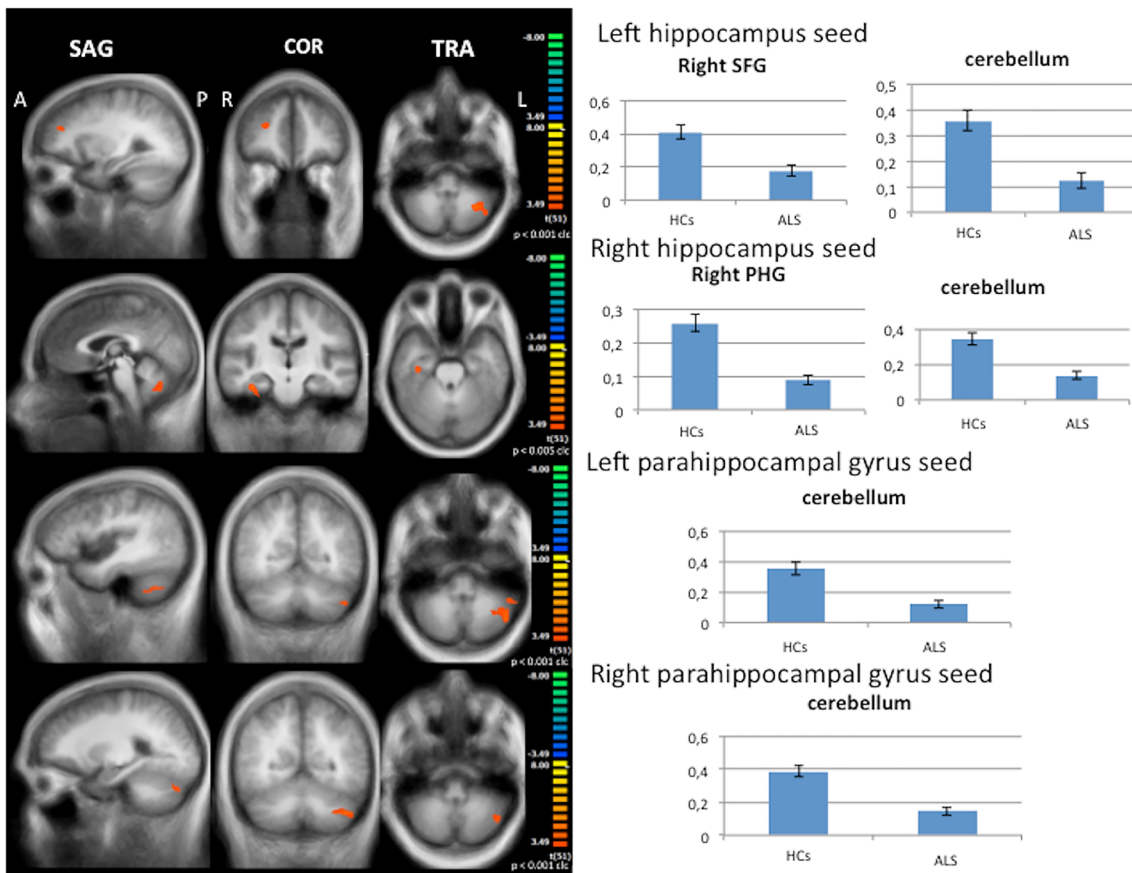 SAG COR TRA
A P R L
-8.00
3.49
8.00
3.49
t(51)
p < 0.001 clc
-8.00
-3.49
8.00
3.49
t(51)
p < 0.005 clc
-8.00
3.49
8.00
3.49
t(51)
p < 0.001 clc
-8.00
-3.49
8.00
3.49
t(51)
p < 0.001 clc
Left hippocampus seed
Right SFG
0,6
0,4
0,2
0
HCs ALS
cerebellum
0,5
0,4
0,3
0,2
0,1
0
HCs ALS
Right hippocampus seed
Right PHG
0,3
0,2
0,1
0
HCs ALS
cerebellum
0,4
0,2
0
HCs ALS
Left parahippocampal gyrus seed
cerebellum
0,6
0,4
0,2
0
HCs ALS
Right parahippocampal gyrus seed
cerebellum
0,6
0,4
0,2
0
HCs ALS